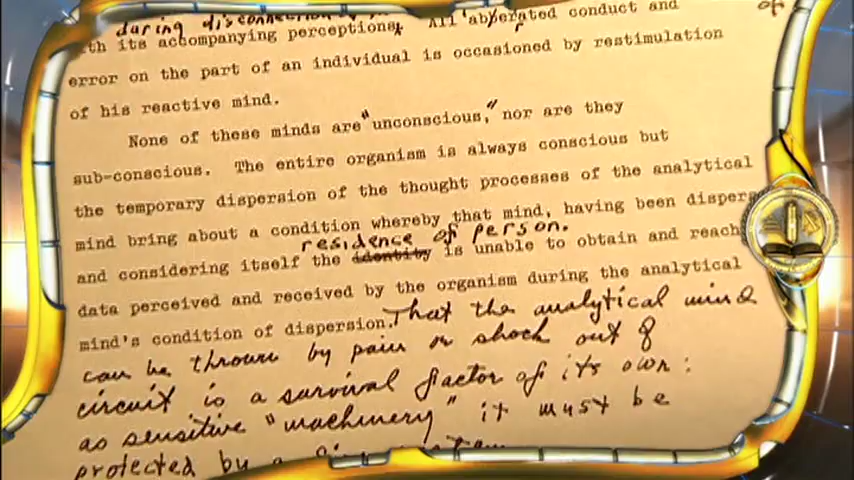 during
with its accompanying perceptions. All aberrated conduct and of
error on the part of an individual is occasioned by restimulation
of his reactive mind.
None of these minds are "unconscious," nor are they
sub-conscious. The entire organism is always conscious but
the temporary dispersion of the thought processes of the analytical
mind bring about a condition whereby that mind, having been dispers
residence of person.
and considering itself the identity is unable to obtain and reach
data perceived and received by the organism during the analytical
mind's condition of dispersion. That the analytical mind
can be thrown by pain or shock out of
circuit is a survival factor of its own:
as sensitive "machinery" it must be
protected by a